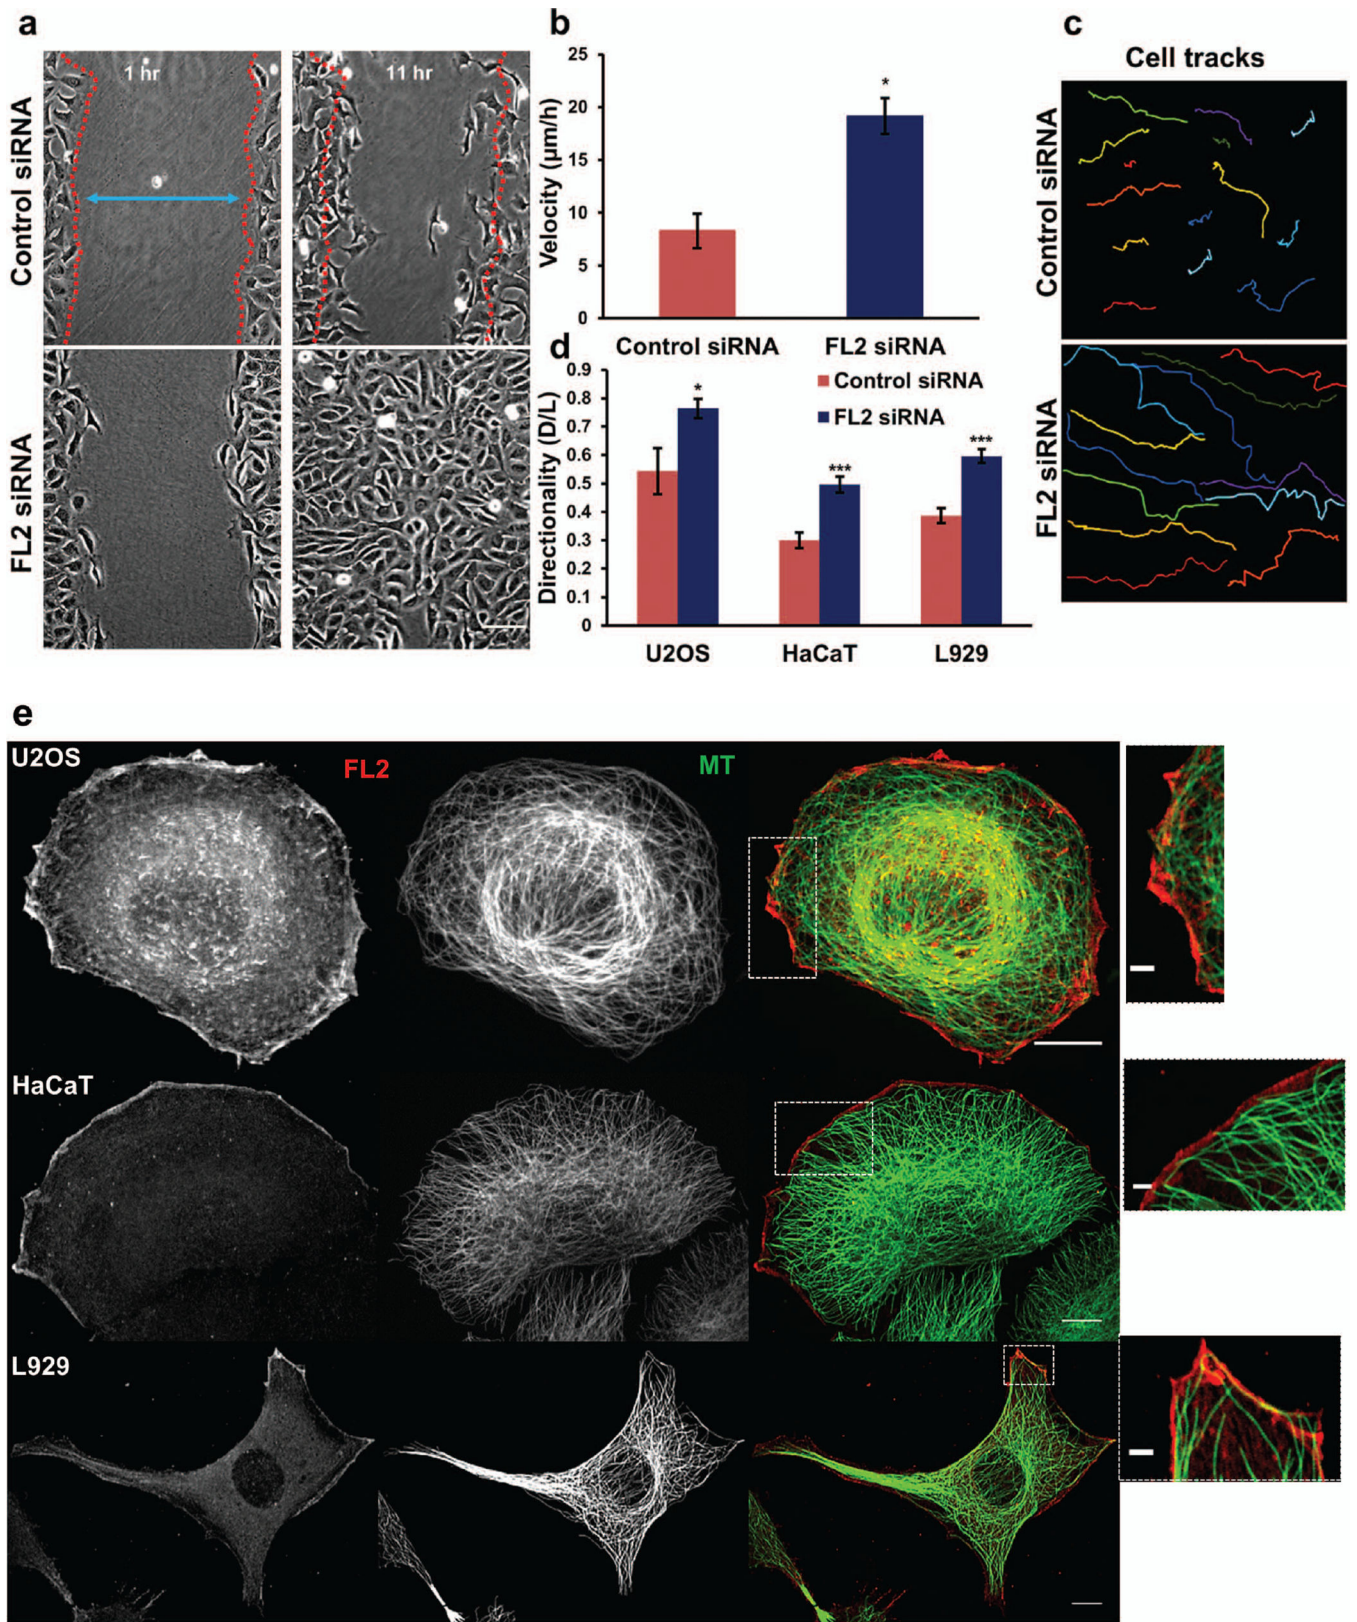 a
1 hr
11 hr
Control siRNA
FL2 siRNA
b
25
20
15
10
5
0
Velocity (µm/h)
*
Control siRNA
FL2 siRNA
c
Cell tracks
Control siRNA
FL2 siRNA
d
0.9
0.8
0.7
0.6
0.5
0.4
0.3
0.2
0.1
0
Directionality (D/L)
Control siRNA
FL2 siRNA
*
***
***
U2OS
HaCaT
L929
e
U2OS
FL2
MT
HaCaT
L929